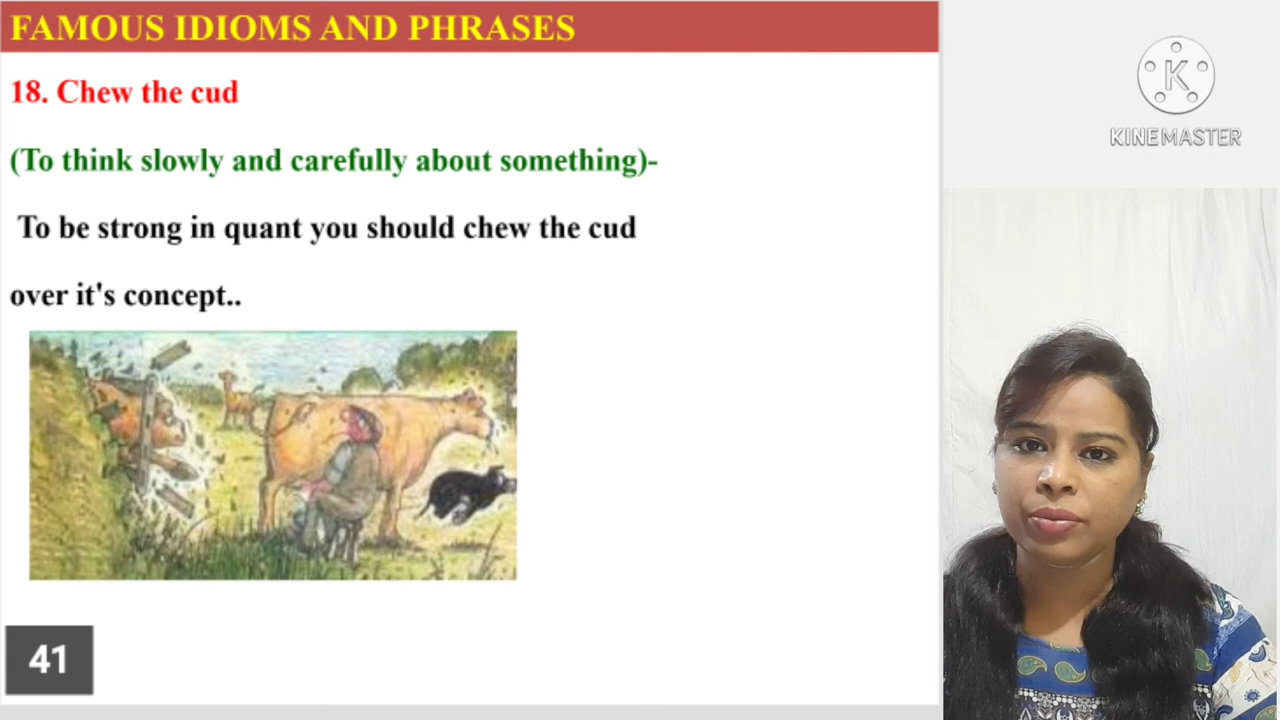 FAMOUS IDIOMS AND PHRASES
18. Chew the cud
(To think slowly and carefully about something)-
To be strong in quant you should chew the cud
over it's concept..
41
K
KINEMASTER